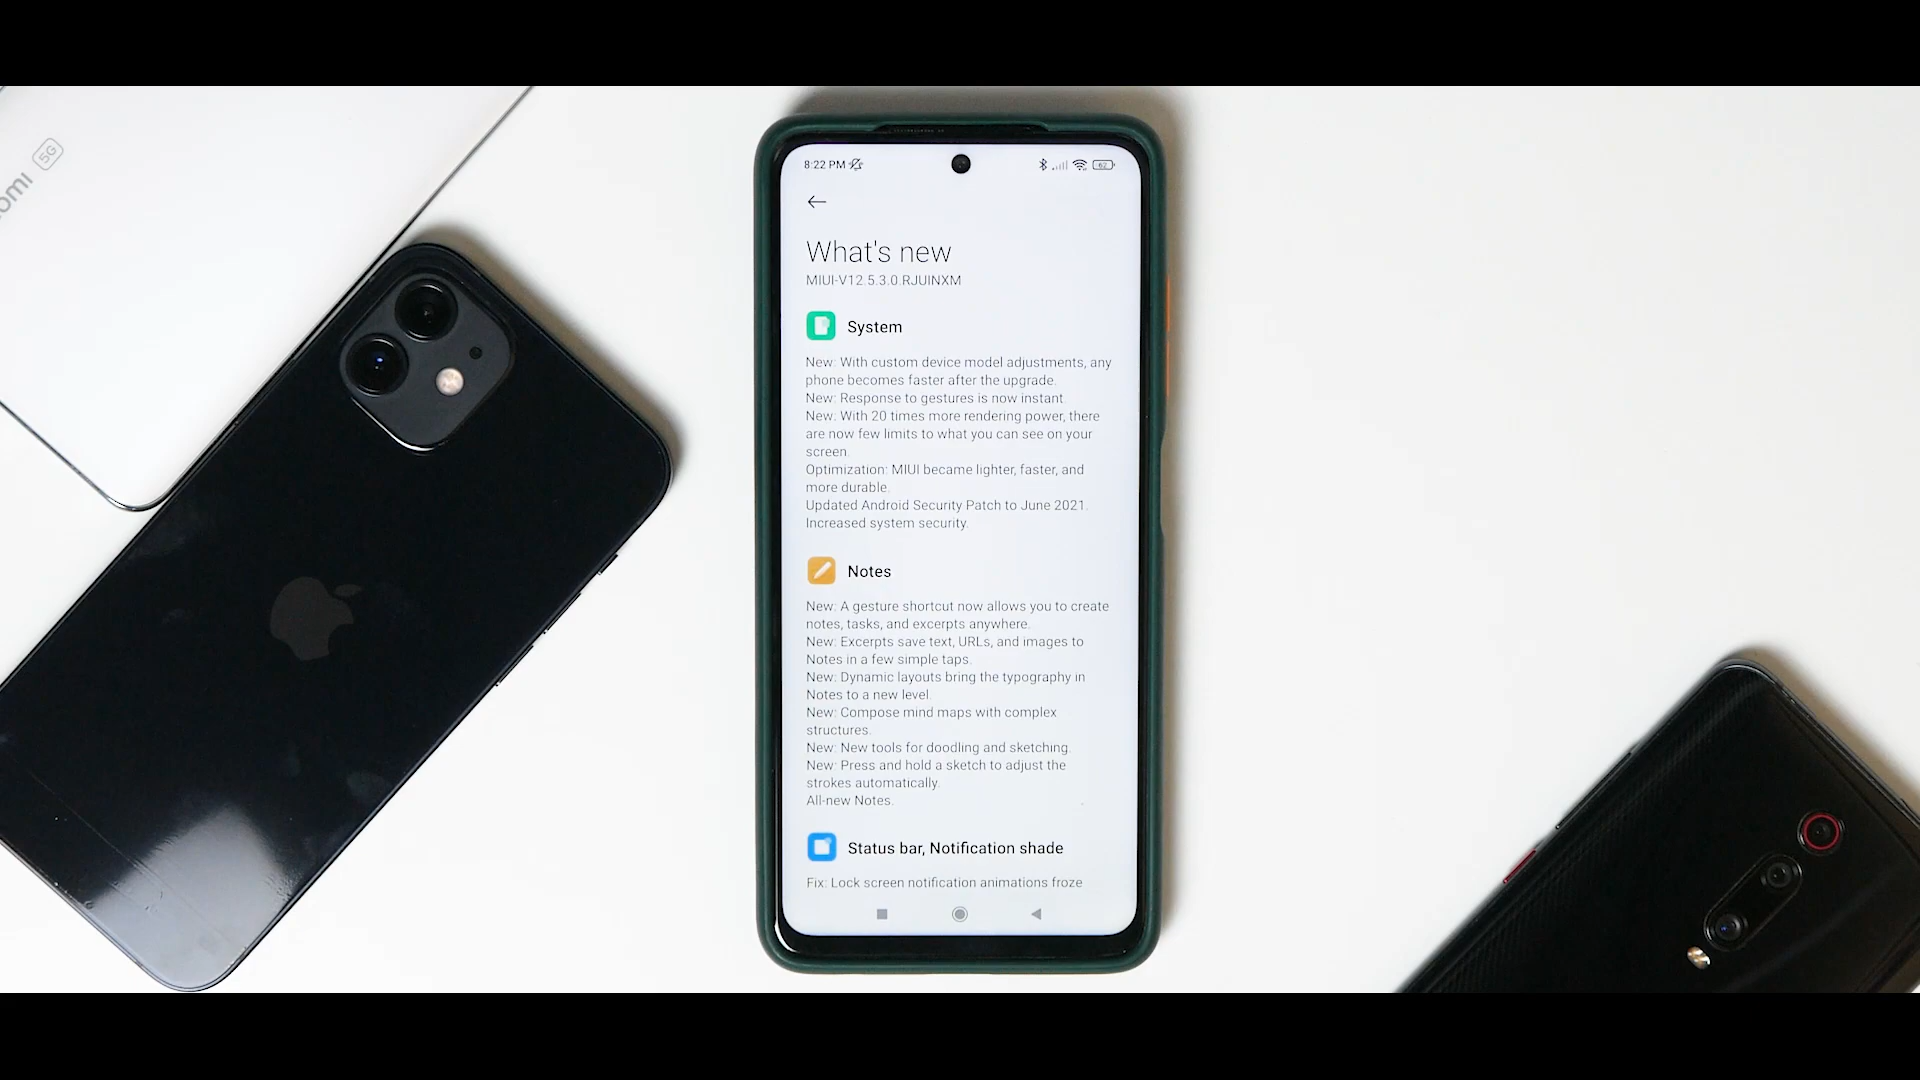 5G
8:22 PM
62
What's new
MIUI-V12.5.3.0.RJUINXM
System
New: With custom device model adjustments, any
phone becomes faster after the upgrade.
New: Response to gestures is now instant.
New: With 20 times more rendering power, there
are now few limits to what you can see on your
screen.
Optimization: MIUI became lighter, faster, and
more durable.
Updated Android Security Patch to June 2021.
Increased system security.
Notes
New: A gesture shortcut now allows you to create
notes, tasks, and excerpts anywhere.
New: Excerpts save text, URLs, and images to
Notes in a few simple taps.
New: Dynamic layouts bring the typography in
Notes to a new level.
New: Compose mind maps with complex
structures.
New: New tools for doodling and sketching.
New: Press and hold a sketch to adjust the
strokes automatically.
All-new Notes.
Status bar, Notification shade
Fix: Lock screen notification animations froze